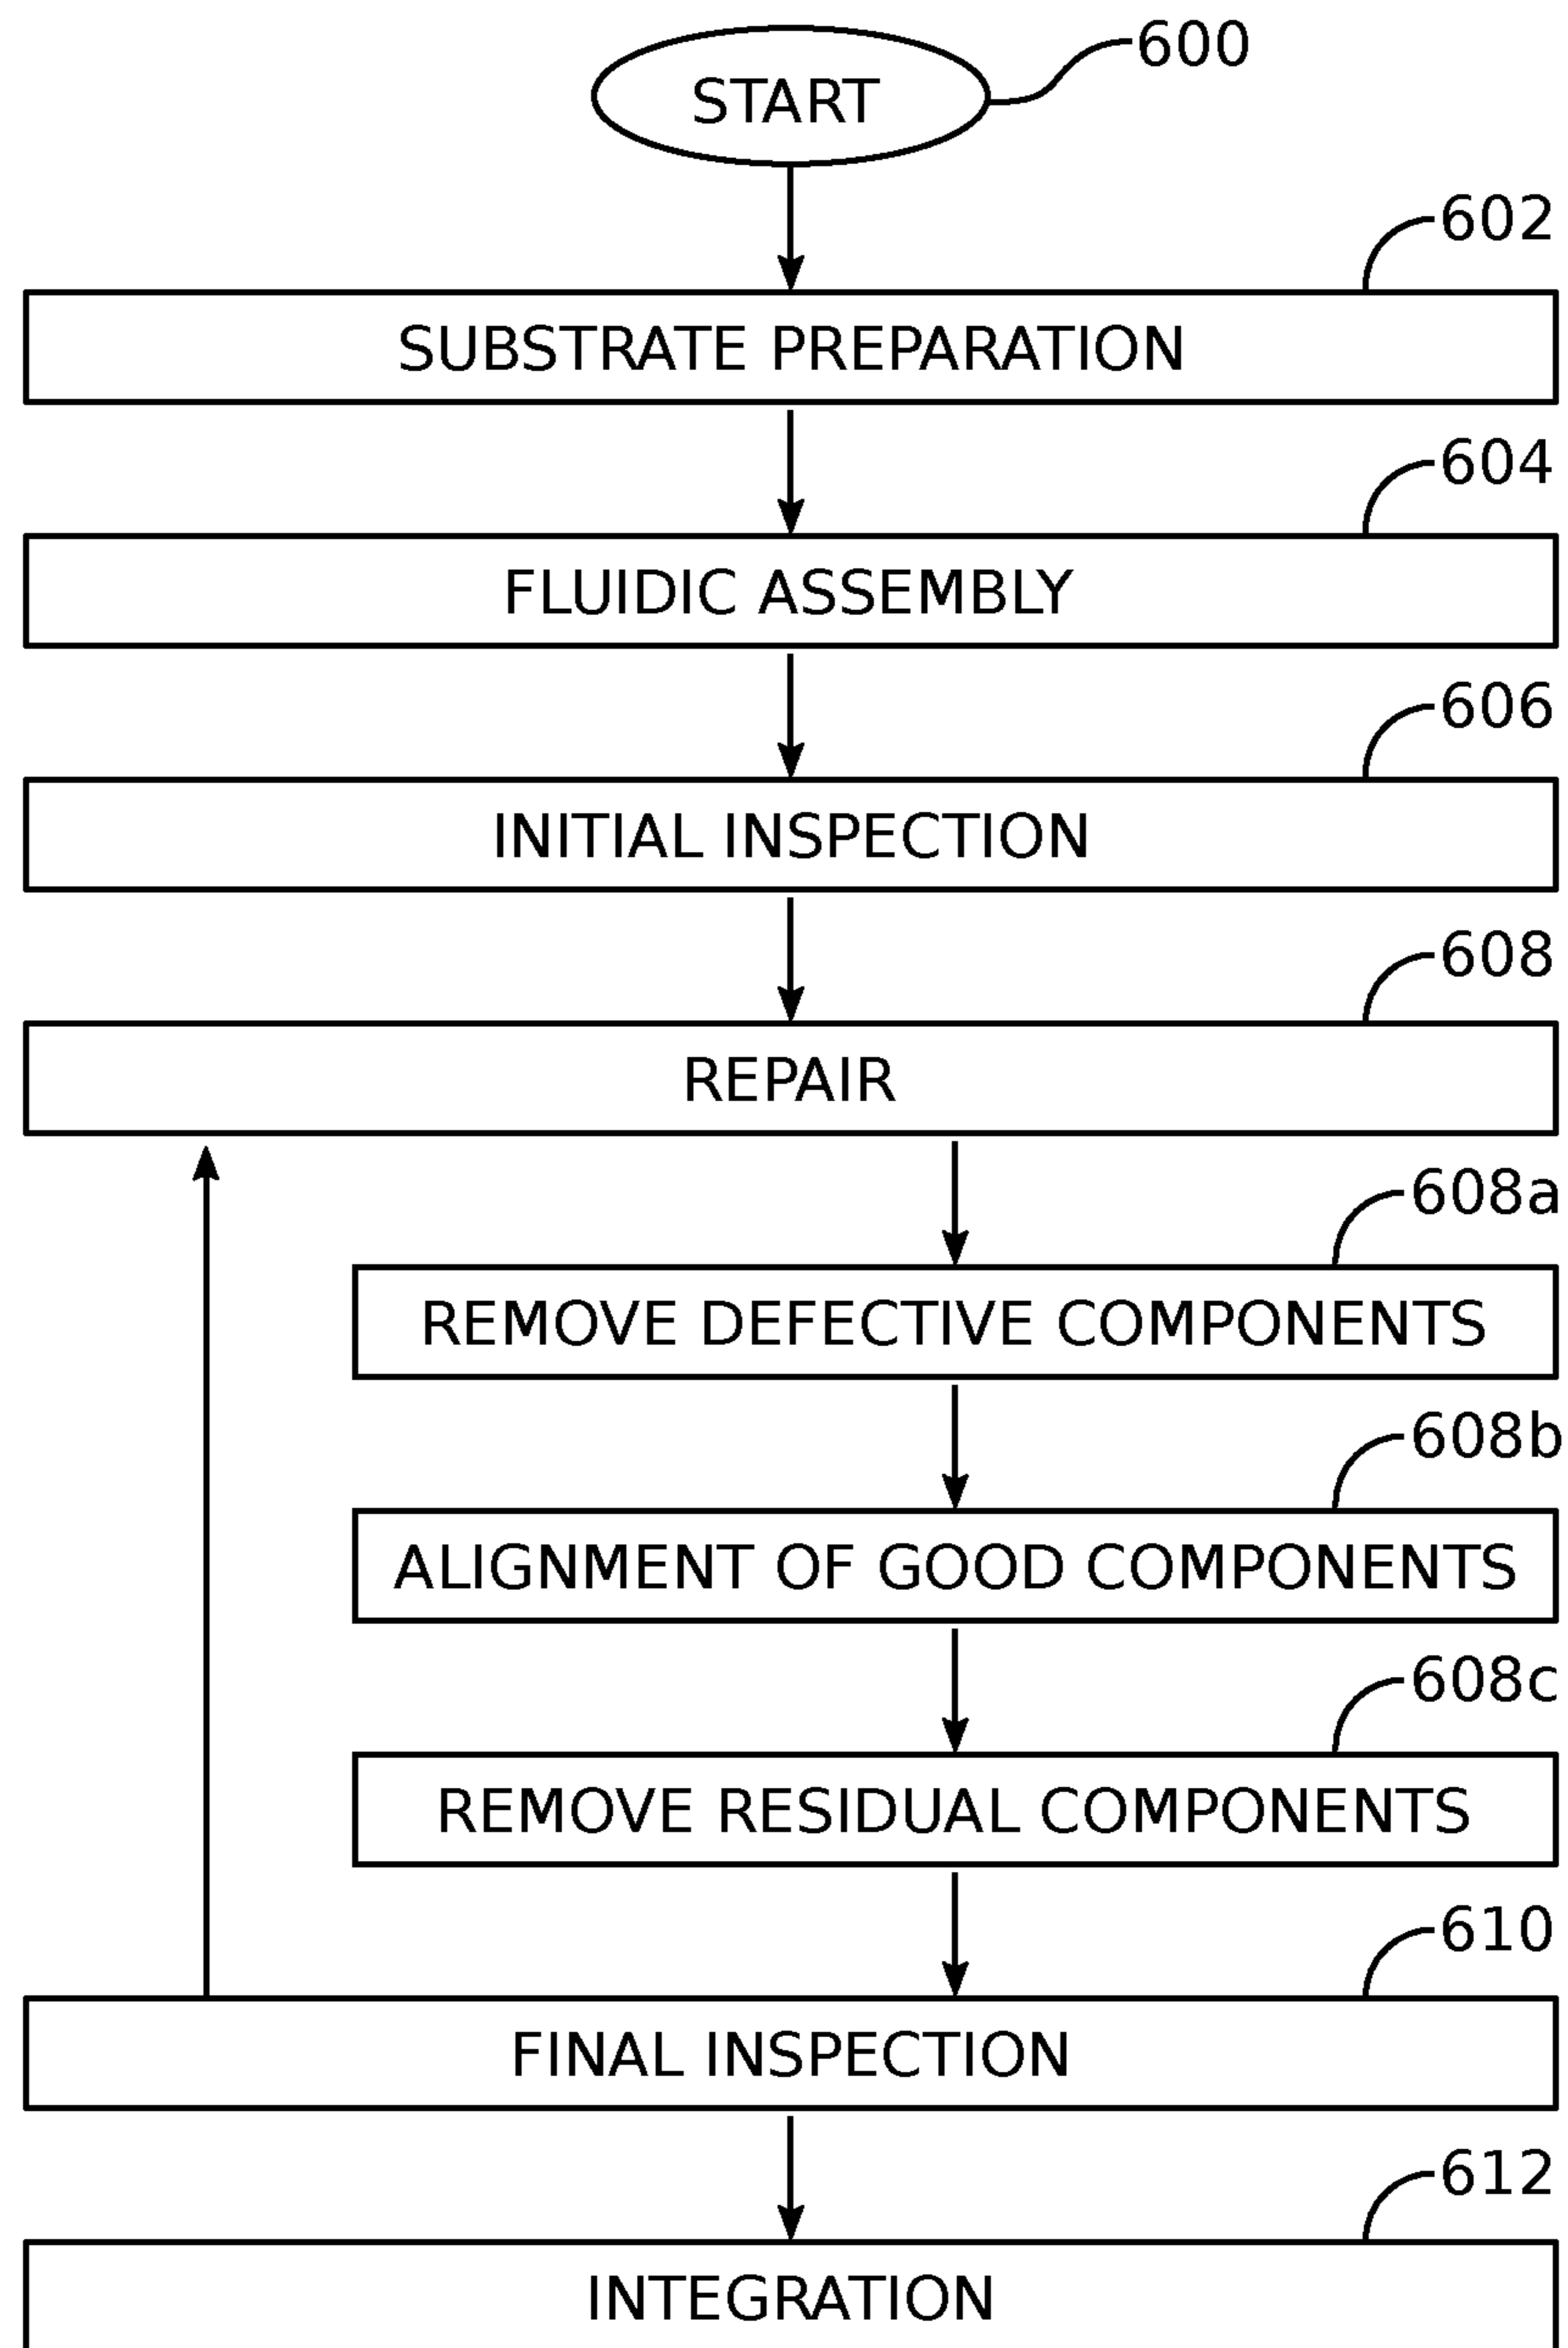 START
600
602
SUBSTRATE PREPARATION
604
FLUIDIC ASSEMBLY
606
INITIAL INSPECTION
608
REPAIR
608a
REMOVE DEFECTIVE COMPONENTS
608b
ALIGNMENT OF GOOD COMPONENTS
608c
REMOVE RESIDUAL COMPONENTS
610
FINAL INSPECTION
612
INTEGRATION